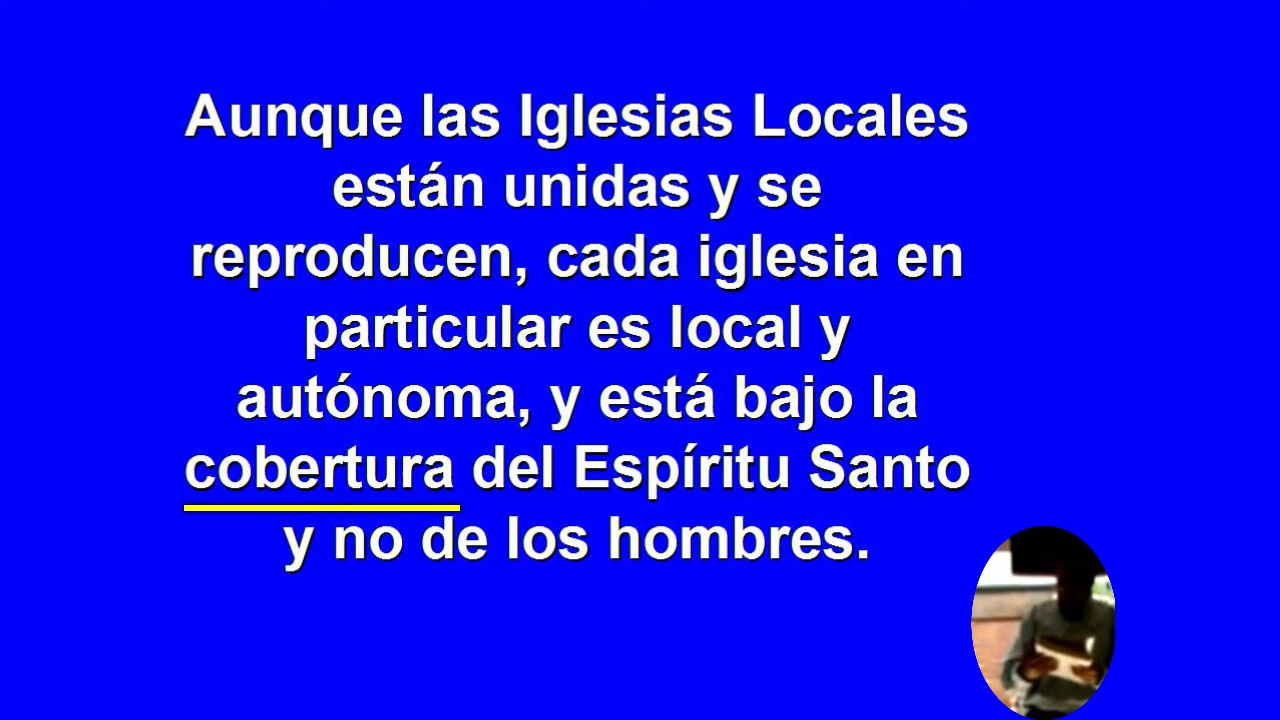 Aunque las Iglesias Locales
están unidas y se
reproducen, cada iglesia en
particular es local y
autónoma, y está bajo la
cobertura del Espíritu Santo
y no de los hombres.